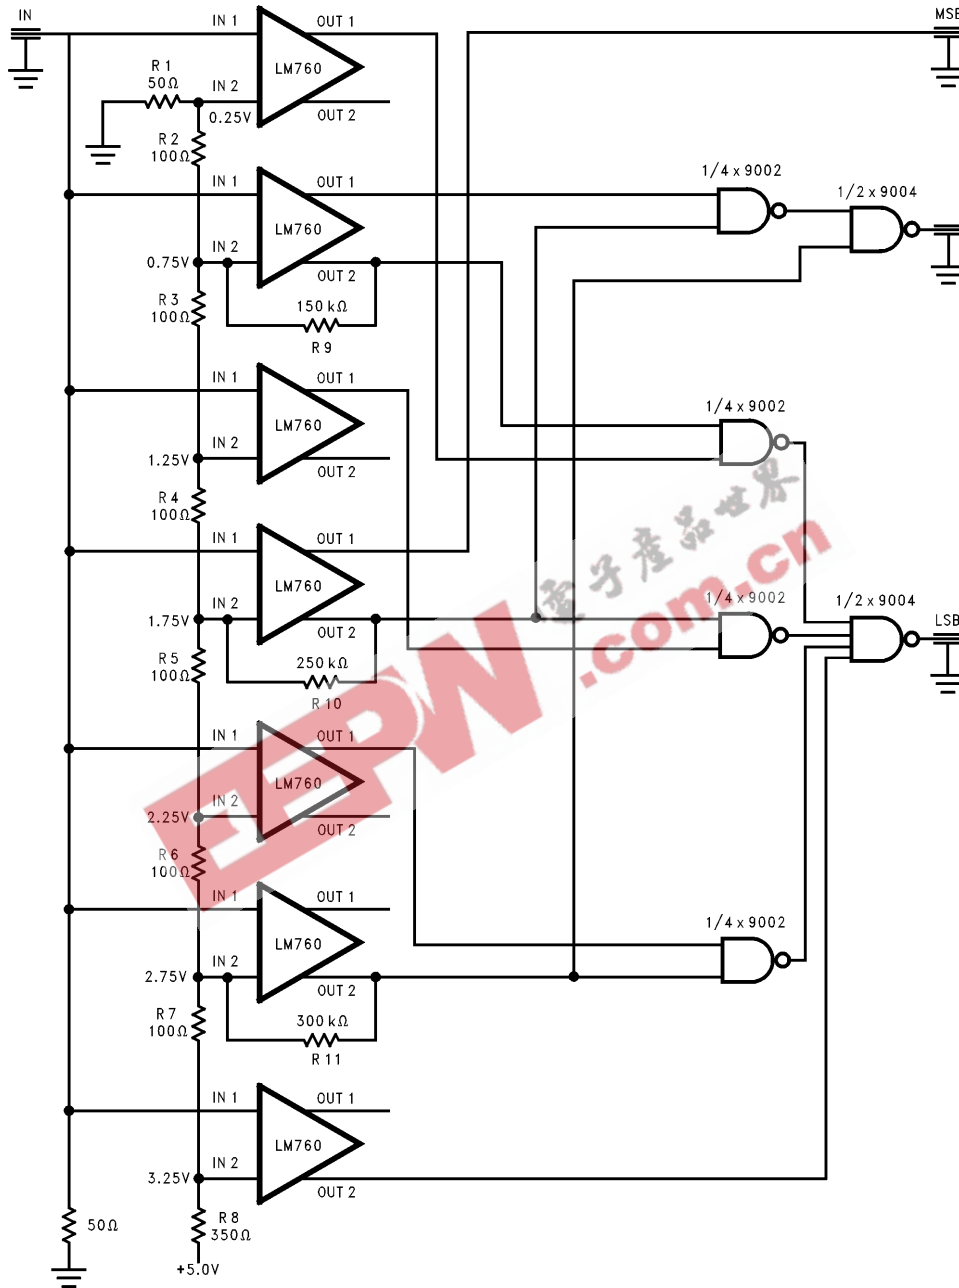 IN
IN 1
OUT 1
MSB
LM760
R1
50Ω
IN 2
0.25V
OUT 2
R2
100Ω
1/4 x 9002
1/2 x 9004
IN 1
OUT 1
LM760
IN 2
0.75V
OUT 2
R3
100Ω
150 kΩ
R9
IN 1
OUT 1
LM760
1/4 x 9002
IN 2
1.25V
OUT 2
R4
100Ω
電子產品世界
.com.cn
IN 1
OUT 1
LM760
1/4 x 9002
1/2 x 9004
IN 2
1.75V
OUT 2
LSB
R5
100Ω
250 kΩ
R10
EEPW
IN 1
OUT 1
LM760
IN 2
2.25V
OUT 2
R6
100Ω
IN 1
OUT 1
LM760
1/4 x 9002
IN 2
2.75V
OUT 2
R7
100Ω
300 kΩ
R11
IN 1
OUT 1
LM760
IN 2
3.25V
OUT 2
50Ω
R8
350Ω
+5.0V